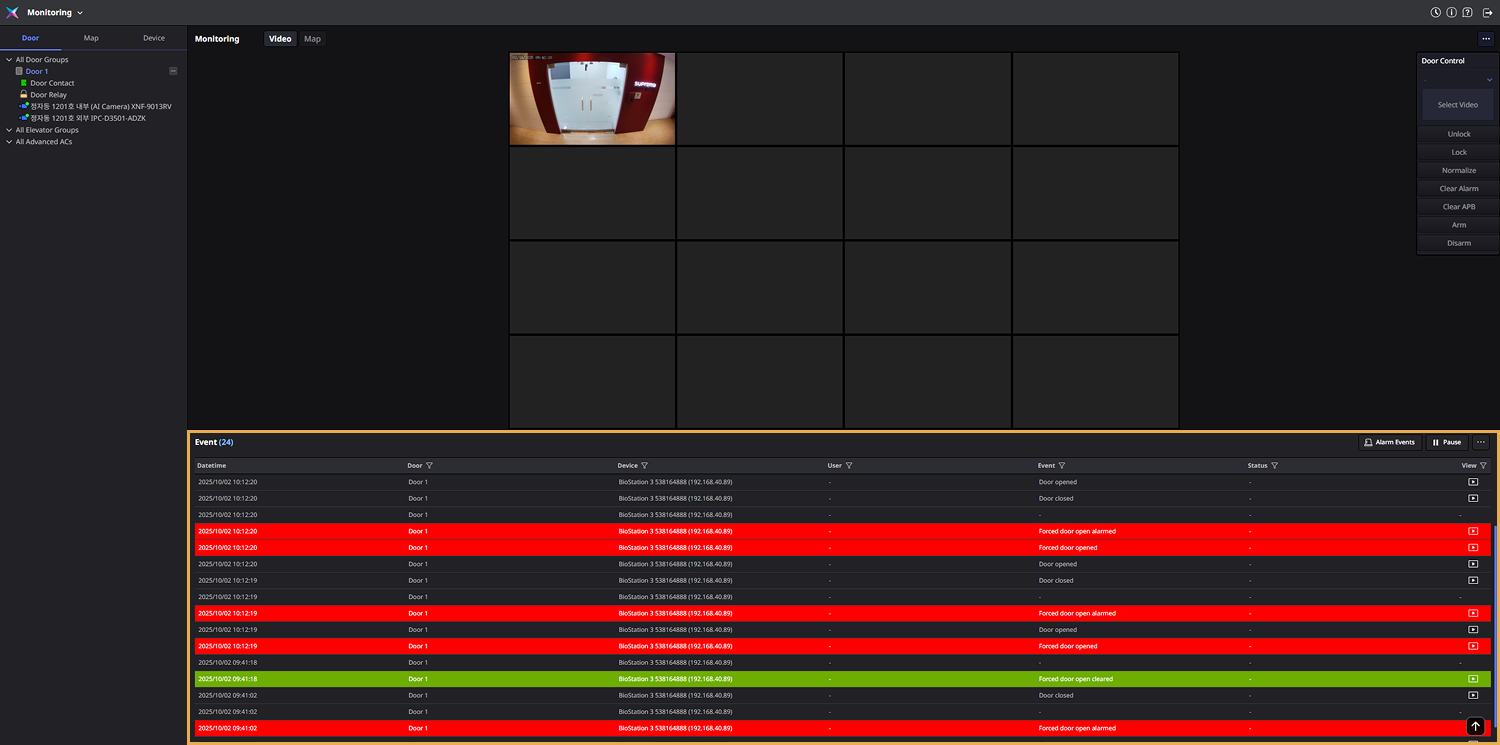 Monitoring
Door Map Device
All Door Groups
Door 1
Door Contact
Door Relay
정자동 1201호 내부 (AI Camera) XNF-9013RV
정자동 1201호 외부 IPC-D3501-ADZK
All Elevator Groups
All Advanced ACs
Monitoring Video Map
SUPREMA
Door Control
-
Select Video
Unlock
Lock
Normalize
Clear Alarm
Clear APB
Arm
Disarm
Event (24) Alarm Events Pause
Datetime Door Device User Event Status View
2025/10/02 10:12:20 Door 1 BioStation 3 538164888 (192.168.40.89) - Door opened -
2025/10/02 10:12:20 Door 1 BioStation 3 538164888 (192.168.40.89) - Door closed -
2025/10/02 10:12:20 Door 1 BioStation 3 538164888 (192.168.40.89) - - - -
2025/10/02 10:12:20 Door 1 BioStation 3 538164888 (192.168.40.89) - Forced door open alarmed -
2025/10/02 10:12:20 Door 1 BioStation 3 538164888 (192.168.40.89) - Forced door opened -
2025/10/02 10:12:20 Door 1 BioStation 3 538164888 (192.168.40.89) - Door opened -
2025/10/02 10:12:19 Door 1 BioStation 3 538164888 (192.168.40.89) - Door closed -
2025/10/02 10:12:19 Door 1 BioStation 3 538164888 (192.168.40.89) - - - -
2025/10/02 10:12:19 Door 1 BioStation 3 538164888 (192.168.40.89) - Forced door open alarmed -
2025/10/02 10:12:19 Door 1 BioStation 3 538164888 (192.168.40.89) - Door opened -
2025/10/02 10:12:19 Door 1 BioStation 3 538164888 (192.168.40.89) - Forced door opened -
2025/10/02 09:41:18 Door 1 BioStation 3 538164888 (192.168.40.89) - - - -
2025/10/02 09:41:18 Door 1 BioStation 3 538164888 (192.168.40.89) - Forced door open cleared -
2025/10/02 09:41:02 Door 1 BioStation 3 538164888 (192.168.40.89) - Door closed -
2025/10/02 09:41:02 Door 1 BioStation 3 538164888 (192.168.40.89) - - - -
2025/10/02 09:41:02 Door 1 BioStation 3 538164888 (192.168.40.89) - Forced door open alarmed -